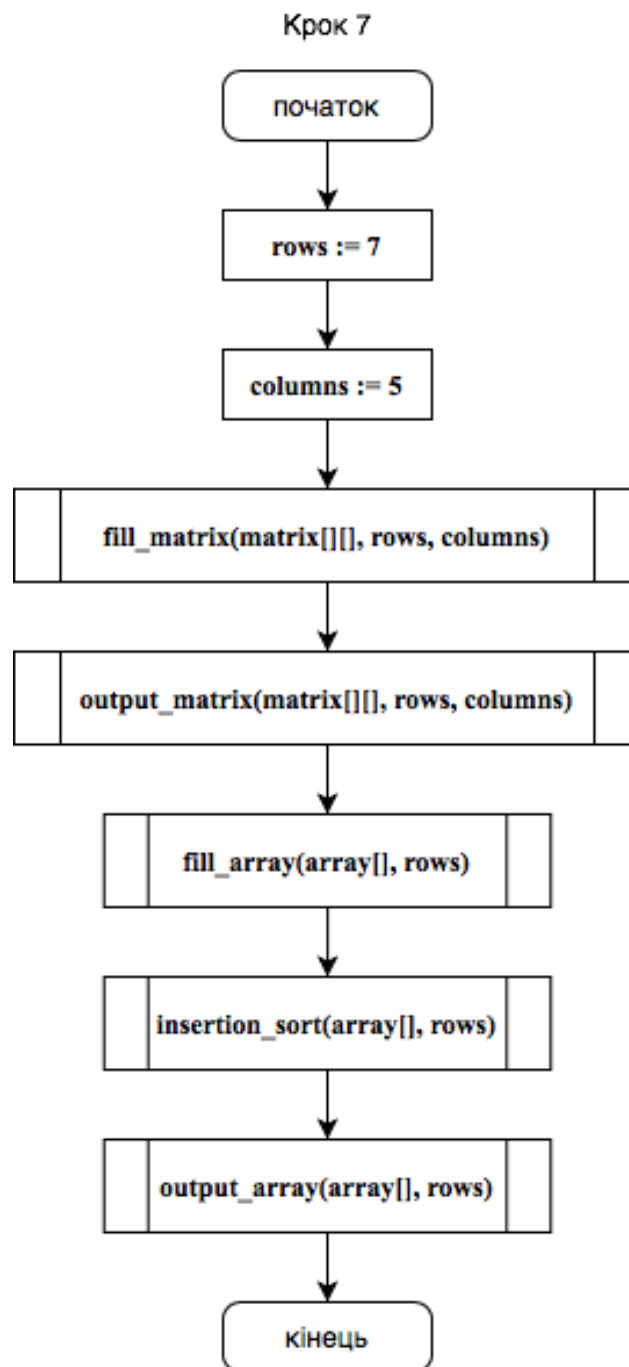 Крок 7
початок
rows := 7
columns := 5
fill_matrix(matrix[][], rows, columns)
output_matrix(matrix[][], rows, columns)
fill_array(array[], rows)
insertion_sort(array[], rows)
output_array(array[], rows)
кінець